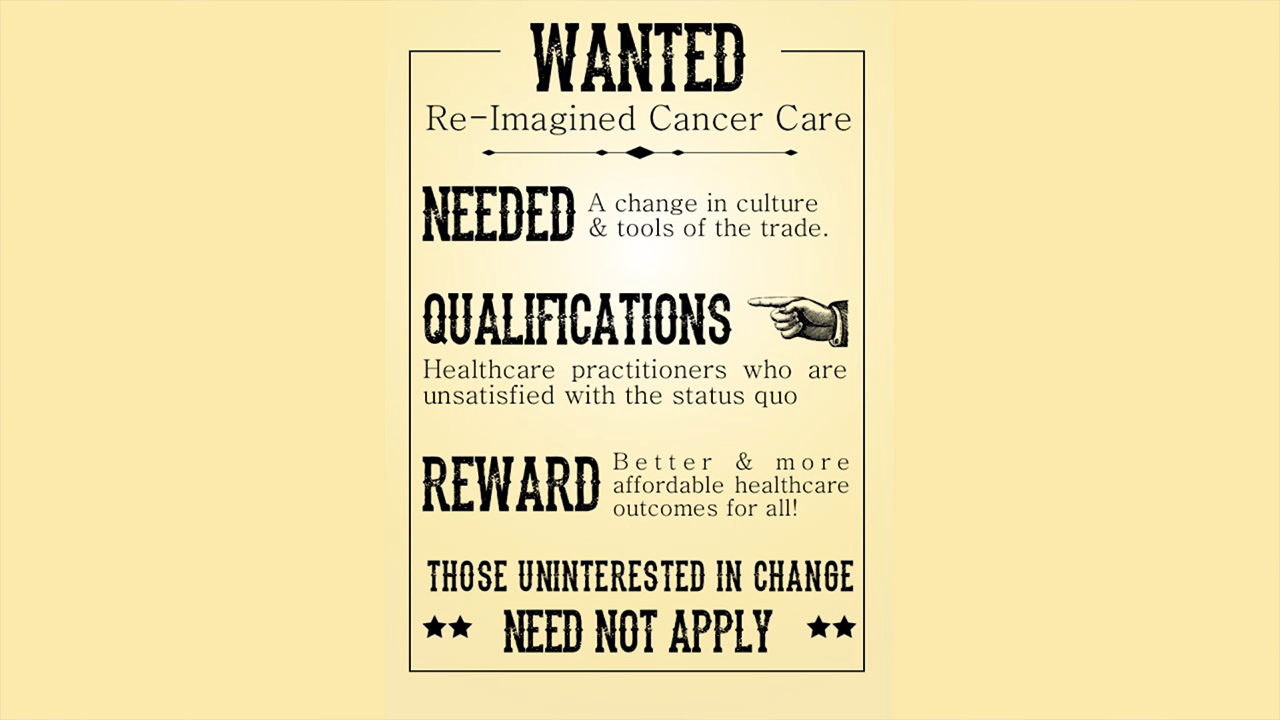 WANTED
Re-Imagined Cancer Care
NEEDED
A change in culture
& tools of the trade.
QUALIFICATIONS
Healthcare practitioners who are
unsatisfied with the status quo
REWARD
Better & more
affordable healthcare
outcomes for all!
THOSE UNINTERESTED IN CHANGE
NEED NOT APPLY